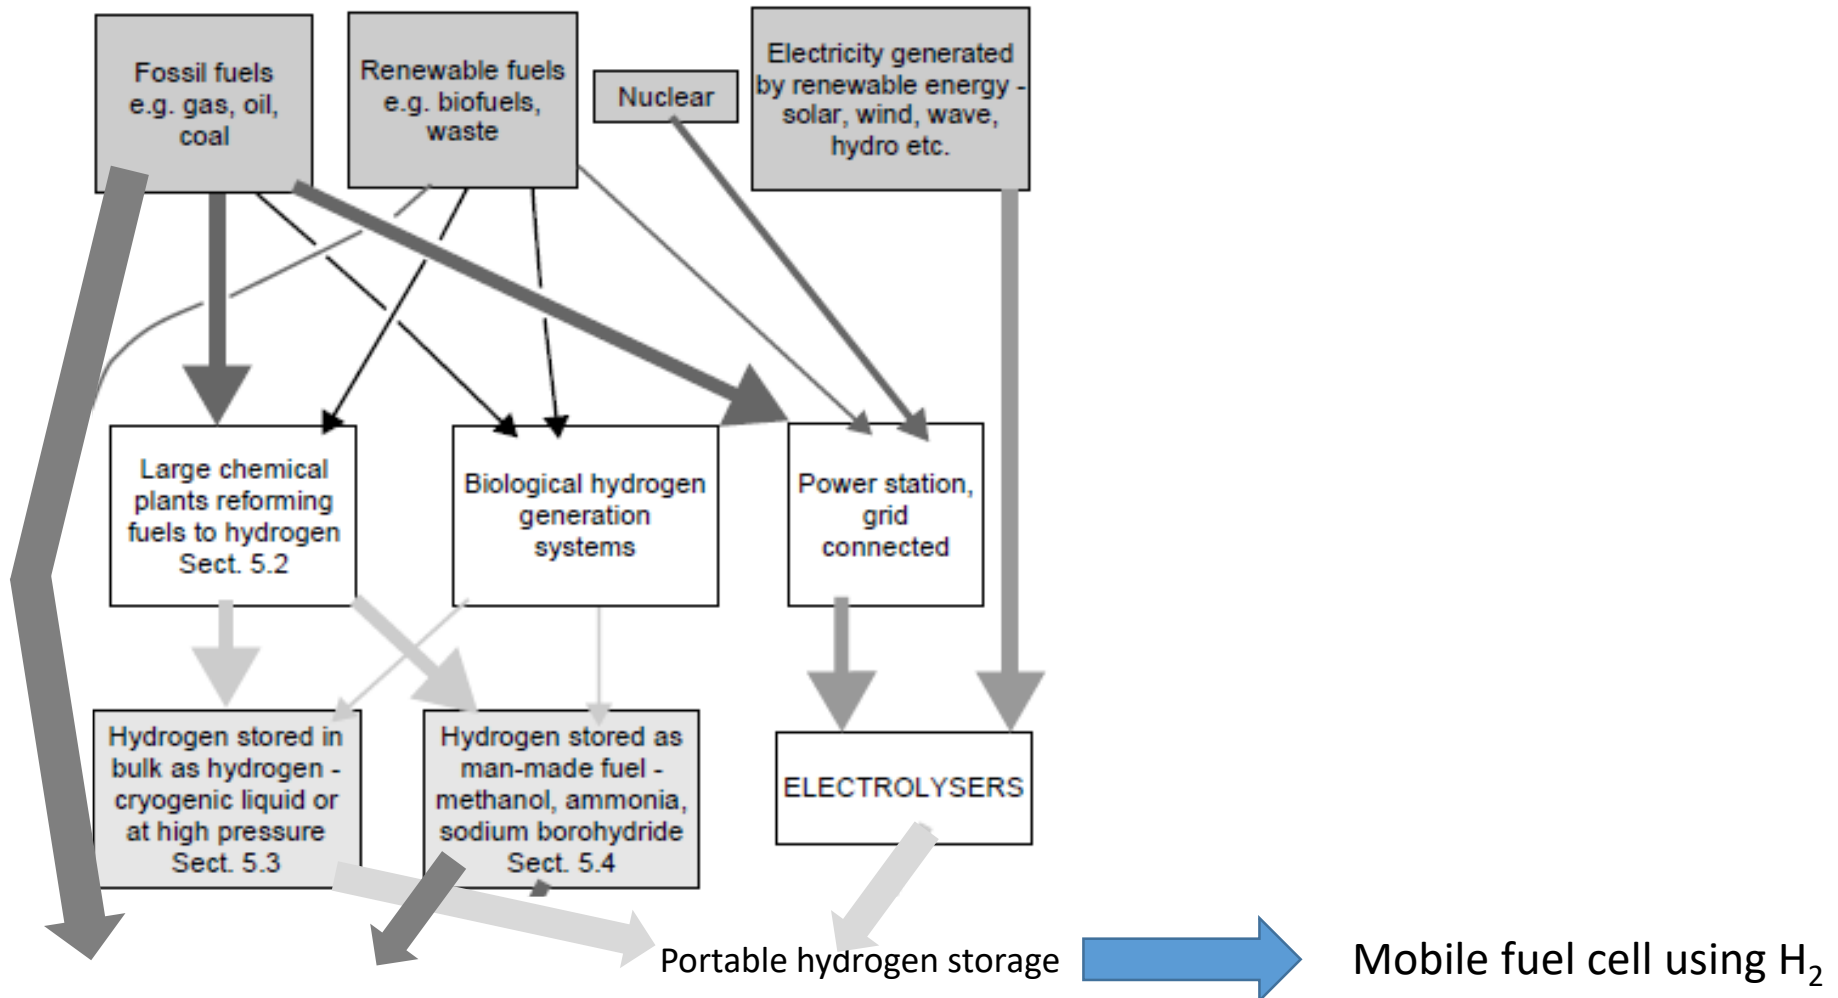 Fossil fuels
e.g. gas, oil,
coal
Renewable fuels
e.g. biofuels,
waste
Nuclear
Electricity generated
by renewable energy -
solar, wind, wave,
hydro etc.
Large chemical
plants reforming
fuels to hydrogen
Sect. 5.2
Biological hydrogen
generation
systems
Power station,
grid
connected
Hydrogen stored in
bulk as hydrogen -
cryogenic liquid or
at high pressure
Sect. 5.3
Hydrogen stored as
man-made fuel -
methanol, ammonia,
sodium borohydride
Sect. 5.4
ELECTROLYSERS
Portable hydrogen storage
Mobile fuel cell using H₂